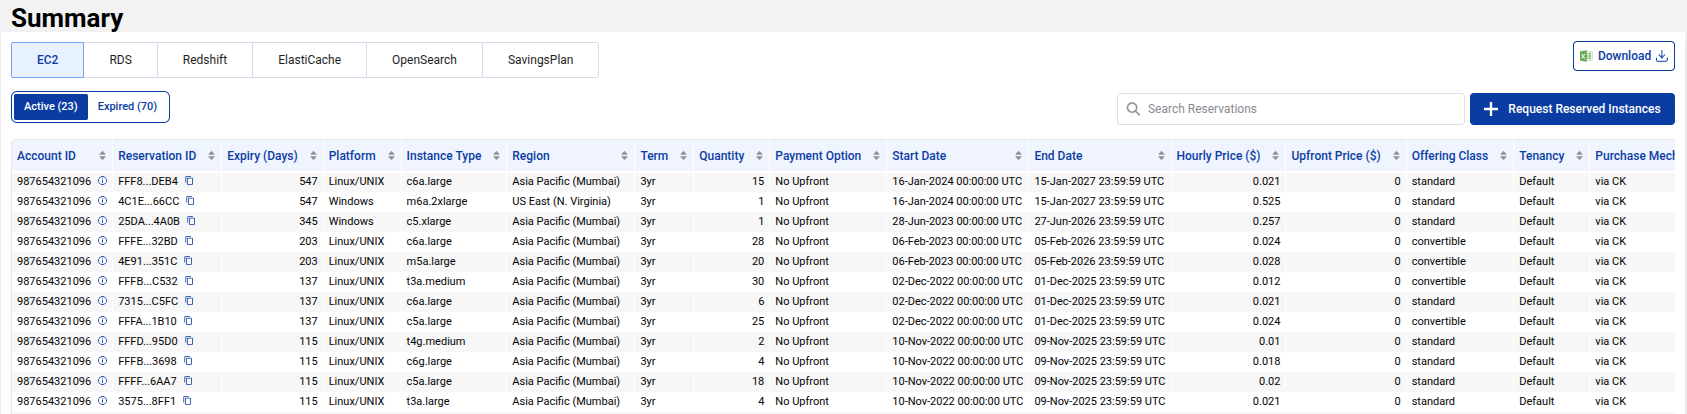 Summary
EC2 RDS Redshift ElastiCache OpenSearch SavingsPlan Download
Active (23) Expired (70) Search Reservations Request Reserved Instances
Account ID Reservation ID Expiry (Days) Platform Instance Type Region Term Quantity Payment Option Start Date End Date Hourly Price ($) Upfront Price ($) Offering Class Tenancy Purchase Mech
987654321096 FFF8...DEB4 547 Linux/UNIX c6a.large Asia Pacific (Mumbai) 3yr 15 No Upfront 16-Jan-2024 00:00:00 UTC 15-Jan-2027 23:59:59 UTC 0.021 0 standard Default via CK
987654321096 4C1E...66CC 547 Windows m6a.2xlarge US East (N. Virginia) 3yr 1 No Upfront 16-Jan-2024 00:00:00 UTC 15-Jan-2027 23:59:59 UTC 0.525 0 standard Default via CK
987654321096 25DA...4A0B 345 Windows c5.xlarge Asia Pacific (Mumbai) 3yr 1 No Upfront 28-Jun-2023 00:00:00 UTC 27-Jun-2026 23:59:59 UTC 0.257 0 standard Default via CK
987654321096 FFFE...32BD 203 Linux/UNIX c6a.large Asia Pacific (Mumbai) 3yr 28 No Upfront 06-Feb-2023 00:00:00 UTC 05-Feb-2026 23:59:59 UTC 0.024 0 convertible Default via CK
987654321096 4E91...351C 203 Linux/UNIX m5a.large Asia Pacific (Mumbai) 3yr 20 No Upfront 06-Feb-2023 00:00:00 UTC 05-Feb-2026 23:59:59 UTC 0.028 0 convertible Default via CK
987654321096 FFFB...C532 137 Linux/UNIX t3a.medium Asia Pacific (Mumbai) 3yr 30 No Upfront 02-Dec-2022 00:00:00 UTC 01-Dec-2025 23:59:59 UTC 0.012 0 convertible Default via CK
987654321096 7315...C5FC 137 Linux/UNIX c6a.large Asia Pacific (Mumbai) 3yr 6 No Upfront 02-Dec-2022 00:00:00 UTC 01-Dec-2025 23:59:59 UTC 0.021 0 standard Default via CK
987654321096 FFFA...1B10 137 Linux/UNIX c5a.large Asia Pacific (Mumbai) 3yr 25 No Upfront 02-Dec-2022 00:00:00 UTC 01-Dec-2025 23:59:59 UTC 0.024 0 convertible Default via CK
987654321096 FFFD...95D0 115 Linux/UNIX t4g.medium Asia Pacific (Mumbai) 3yr 2 No Upfront 10-Nov-2022 00:00:00 UTC 09-Nov-2025 23:59:59 UTC 0.01 0 standard Default via CK
987654321096 FFFB...3698 115 Linux/UNIX c6g.large Asia Pacific (Mumbai) 3yr 4 No Upfront 10-Nov-2022 00:00:00 UTC 09-Nov-2025 23:59:59 UTC 0.018 0 standard Default via CK
987654321096 FFFF...6AA7 115 Linux/UNIX c5a.large Asia Pacific (Mumbai) 3yr 18 No Upfront 10-Nov-2022 00:00:00 UTC 09-Nov-2025 23:59:59 UTC 0.02 0 standard Default via CK
987654321096 3575...8FF1 115 Linux/UNIX t3a.large Asia Pacific (Mumbai) 3yr 4 No Upfront 10-Nov-2022 00:00:00 UTC 09-Nov-2025 23:59:59 UTC 0.021 0 standard Default via CK